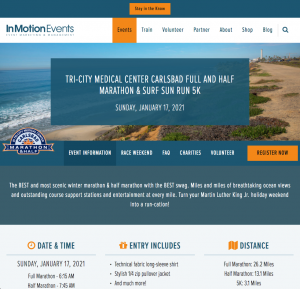 Stay in the Know
InMotionEvents
EVENT MARKETING & MANAGEMENT
Events
Train
Volunteer
Partner
About
Shop
Blog
TRI-CITY MEDICAL CENTER CARLSBAD FULL AND HALF
MARATHON & SURF SUN RUN 5K
SUNDAY, JANUARY 17, 2021
CARLSBAD
MARATHON
& HALF
EVENT INFORMATION
RACE WEEKEND
FAQ
CHARITIES
VOLUNTEER
REGISTER NOW
The BEST and most scenic winter marathon & half marathon with the BEST swag. Miles and miles of breathtaking ocean views
and outstanding course support stations and entertainment at every mile. Turn your Martin Luther King Jr. holiday weekend
into a run-cation!
DATE & TIME
SUNDAY, JANUARY 17, 2021
Full Marathon - 6:15 AM
Half Marathon - 7:45 AM
ENTRY INCLUDES
Technical fabric long-sleeve shirt
Stylish 1/4 zip pullover jacket
And much more!
DISTANCE
Full Marathon: 26.2 Miles
Half Marathon: 13.1 Miles
5K: 3.1 Miles